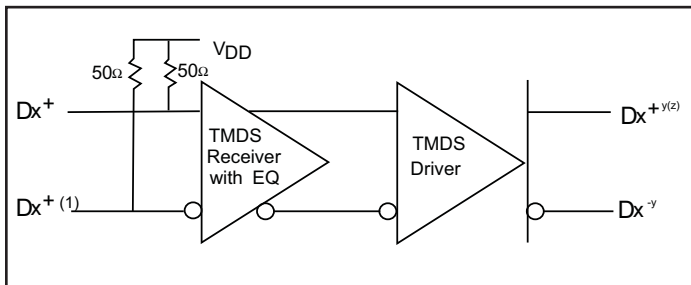 VDD
50Ω 50Ω
Dx+
TMDS
Receiver
with EQ
TMDS
Driver
Dx+ y(z)
Dx+ (1)
Dx-y